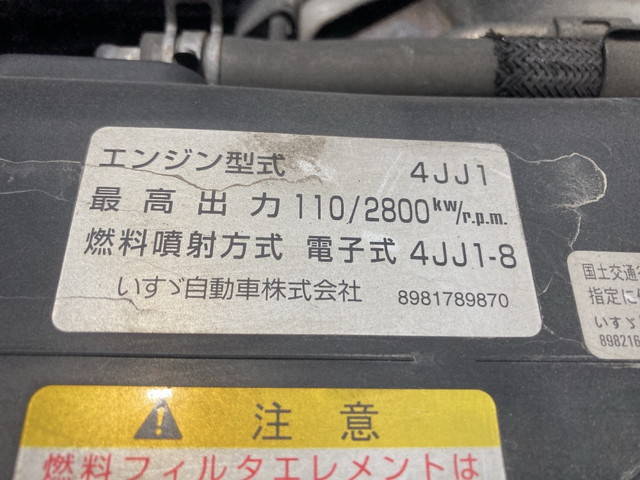 エンジン型式 4JJ1
最高出力 110/2800kw/r.p.m.
燃料噴射方式 電子式 4JJ1-8
いすゞ自動車株式会社 8981789870
国土交通
指定に
いすゞ
898216
注意
燃料フィルタエレメントは